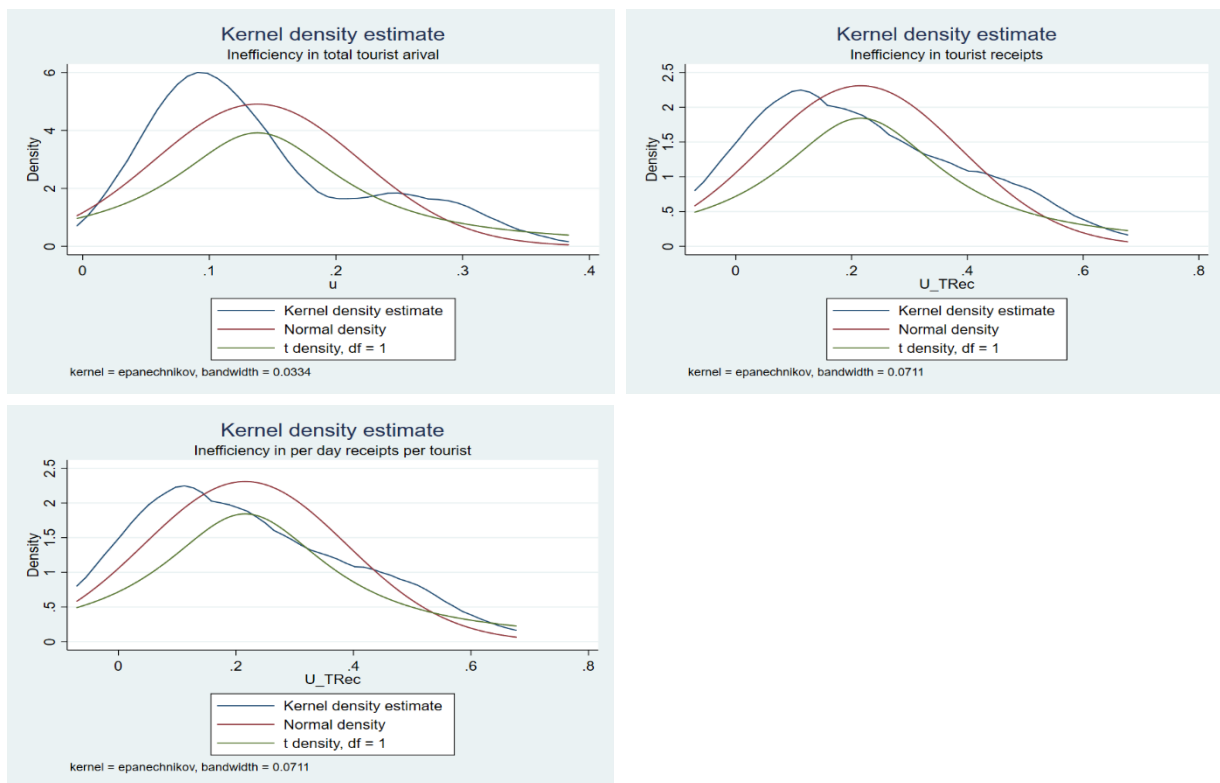 Kernel density estimate
Inefficiency in total tourist arival
6
4
2
0
Density
0 .1 .2 .3 .4
u
Kernel density estimate
Normal density
t density, df = 1
kernel = epanechnikov, bandwidth = 0.0334
Kernel density estimate
Inefficiency in tourist receipts
2.5
2
1.5
1
.5
0
Density
0 .2 .4 .6 .8
U_TRec
Kernel density estimate
Normal density
t density, df = 1
kernel = epanechnikov, bandwidth = 0.0711
Kernel density estimate
Inefficiency in per day receipts per tourist
2.5
2
1.5
1
.5
0
Density
0 .2 .4 .6 .8
U_TRec
Kernel density estimate
Normal density
t density, df = 1
kernel = epanechnikov, bandwidth = 0.0711